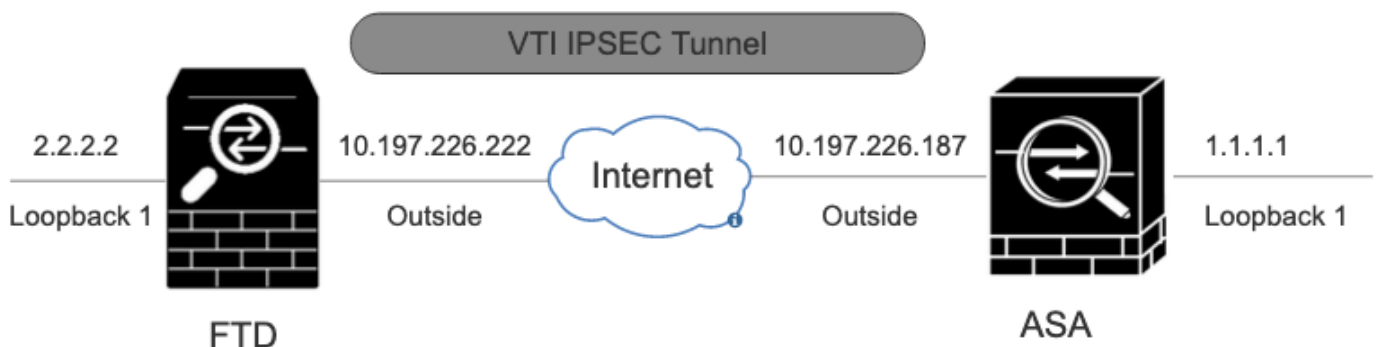 VTI IPSEC Tunnel
2.2.2.2
10.197.226.222
Internet
10.197.226.187
1.1.1.1
Loopback 1
Outside
Outside
Loopback 1
FTD
ASA